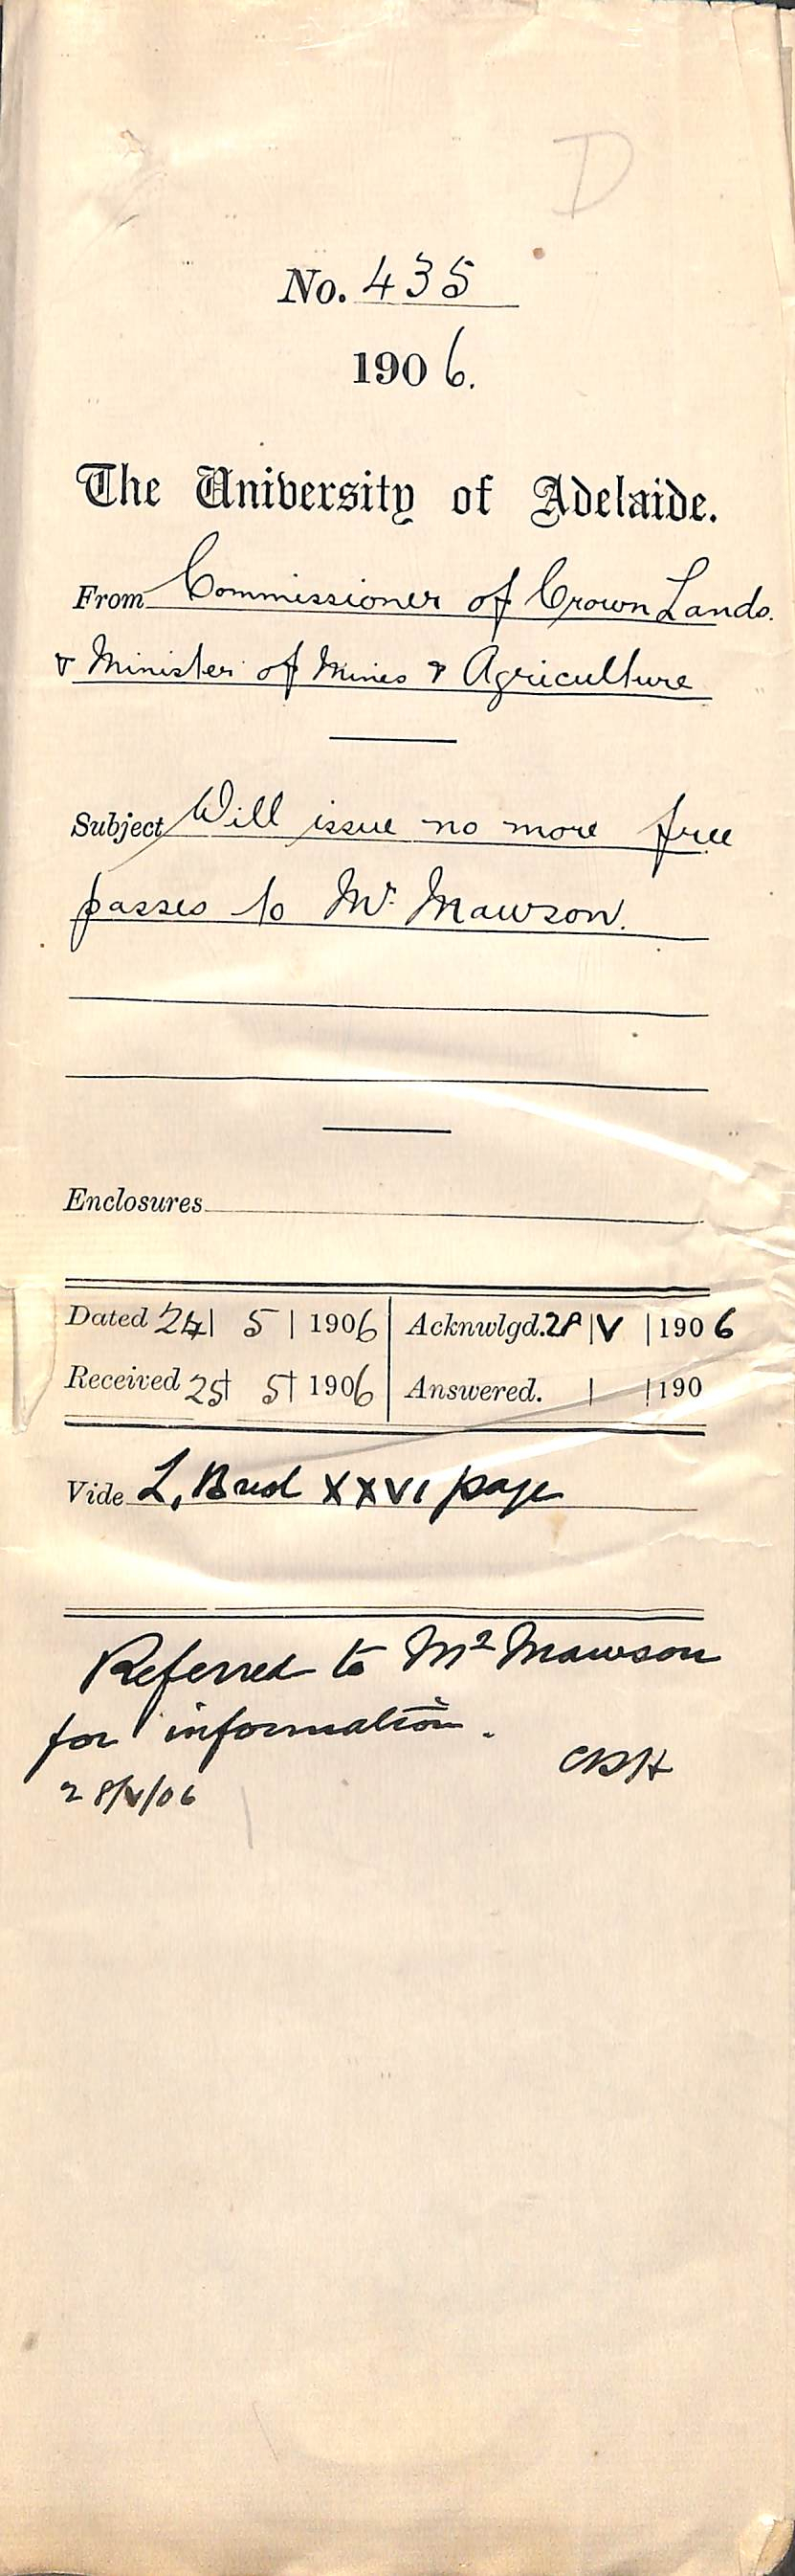 D
No. 435
1906.
The University of Adelaide.
From Commissioner of Crown Lands.
& Minister of Mines & Agriculture
Subject Will issue no more free
passes to Mr. Mawson.
Enclosures
Dated 24| 5 | 1906 Acknwlgd. 28 |V |1906
Received 25| 5| 1906 Answered. | |190
Vide L, XXVI page
Referred to Mr Mawson
for information.
CRH
28/V/06